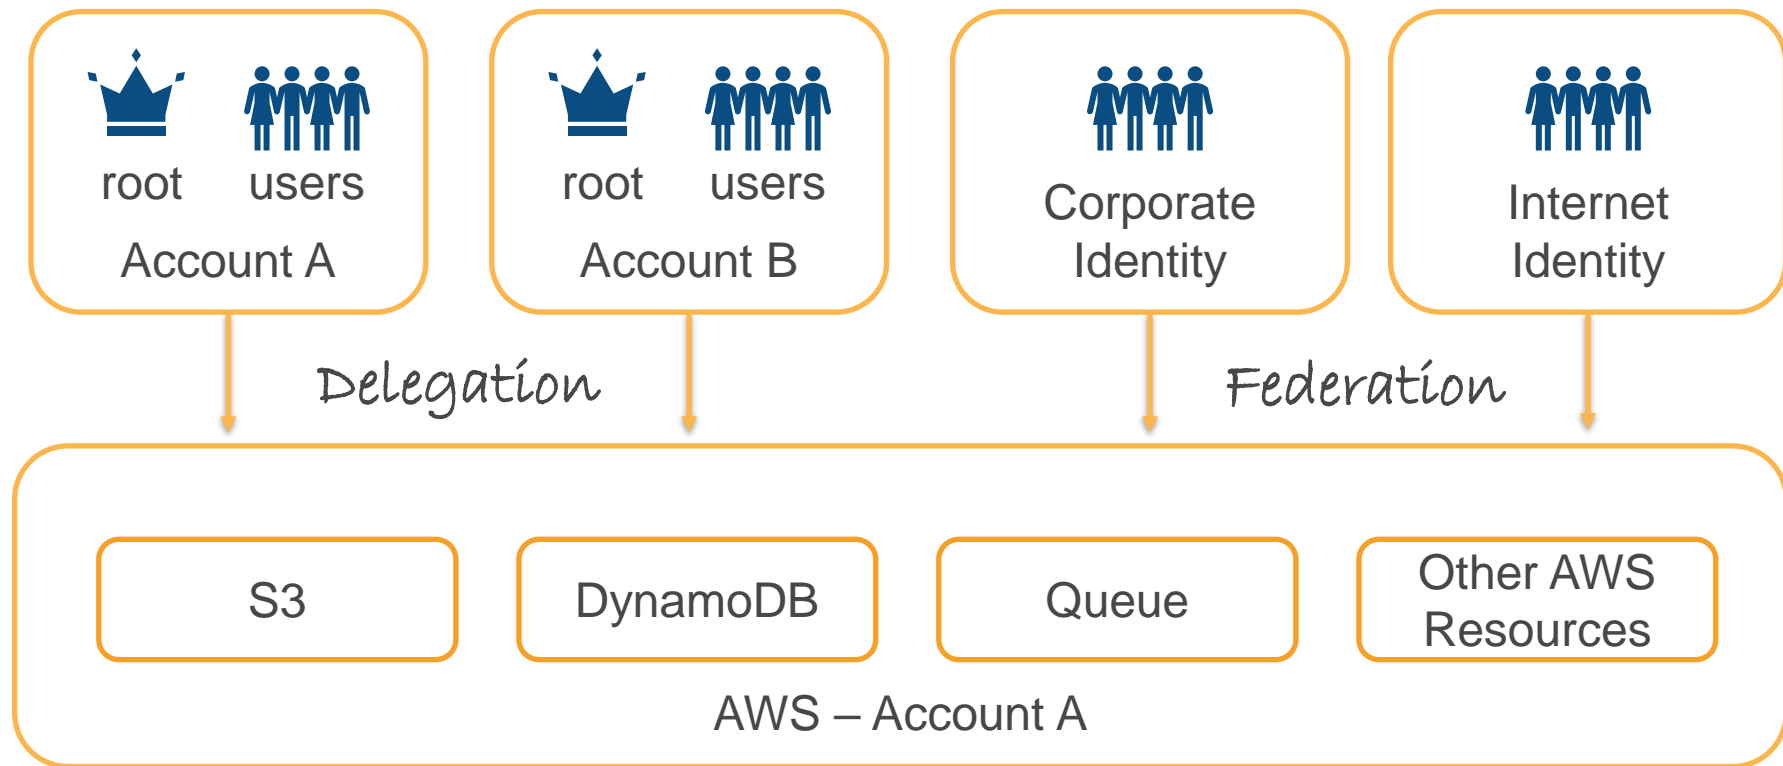 root users
Account A
root users
Account B
Corporate
Identity
Internet
Identity
Delegation
Federation
S3
DynamoDB
Queue
Other AWS
Resources
AWS – Account A